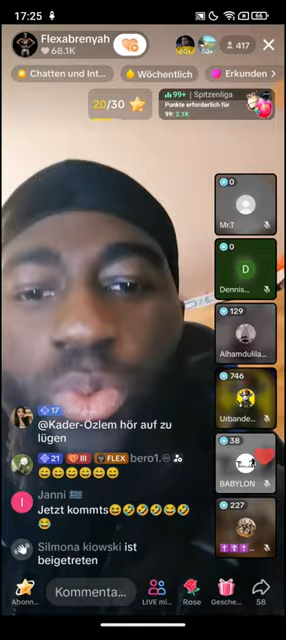 17:25
56
Flexabrenyah
68.1K
417
Chatten und Int...
Wöchentlich
Erkunden >
20/30
99+ | Spitzenliga
Punkte erforderlich für
99: 2.1K
0
Mr.T
0
D
Dennis...
129
Alhamdulila...
746
Urbande...
38
BABYLON
227
17
@Kader-Ozlem hör auf zu
lügen
21 III FLEX bero1.
😄😄😄😄😄😄
I
Janni 🇬🇷
Jetzt kommts😆🤣🤣🤣😂🤣
😂
Silmona kiowski ist
beigetreten
Abonn...
Kommenta...
LIVE mi...
Rose
Gesche...
58